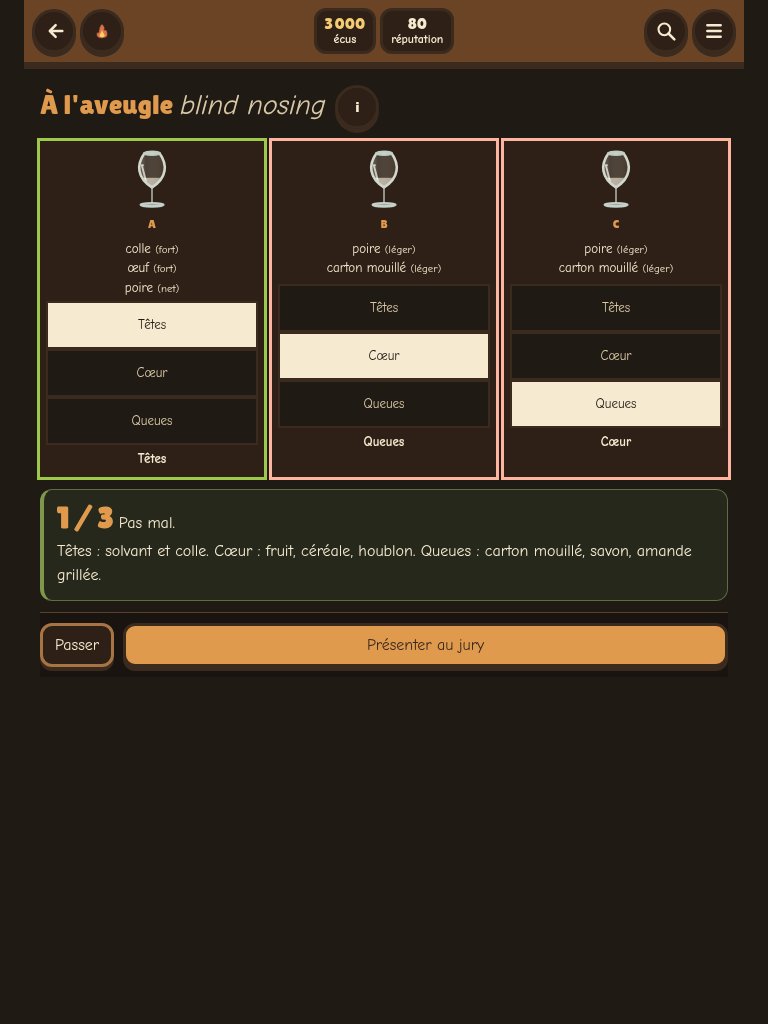 3 000
écus
80
réputation
À l'aveugle blind nosing
i
A
colle (fort)
œuf (fort)
poire (net)
Têtes
Cœur
Queues
Têtes
B
poire (léger)
carton mouillé (léger)
Têtes
Cœur
Queues
Queues
C
poire (léger)
carton mouillé (léger)
Têtes
Cœur
Queues
Cœur
1 / 3 Pas mal.
Têtes : solvant et colle. Cœur : fruit, céréale, houblon. Queues : carton mouillé, savon, amande
grillée.
Passer
Présenter au jury